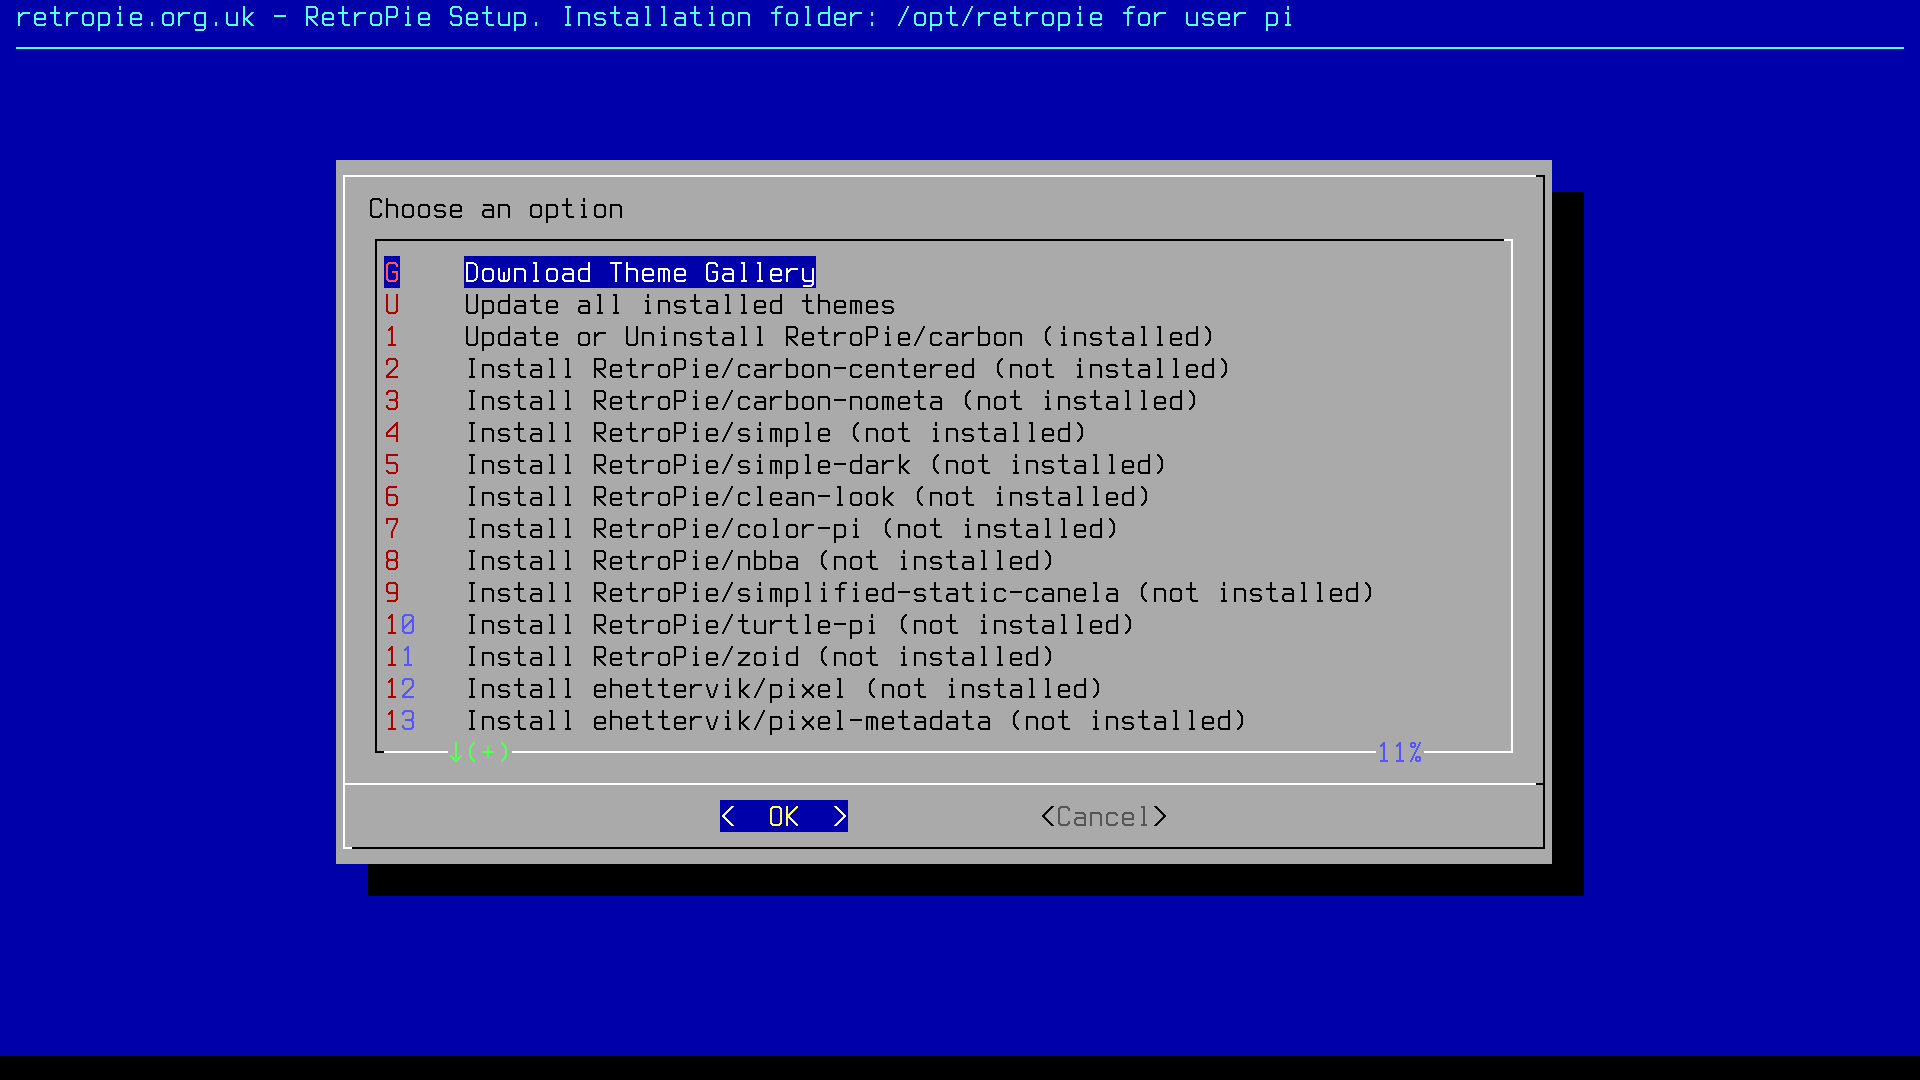 retropie.org.uk - RetroPie Setup. Installation folder: /opt/retropie for user pi
Choose an option
G Download Theme Gallery
U Update all installed themes
1 Update or Uninstall RetroPie/carbon (installed)
2 Install RetroPie/carbon-centered (not installed)
3 Install RetroPie/carbon-nometa (not installed)
4 Install RetroPie/simple (not installed)
5 Install RetroPie/simple-dark (not installed)
6 Install RetroPie/clean-look (not installed)
7 Install RetroPie/color-pi (not installed)
8 Install RetroPie/nbba (not installed)
9 Install RetroPie/simplified-static-canela (not installed)
10 Install RetroPie/turtle-pi (not installed)
11 Install RetroPie/zoid (not installed)
12 Install ehettervik/pixel (not installed)
13 Install ehettervik/pixel-metadata (not installed)
↓(+) 11%
< OK > <Cancel>